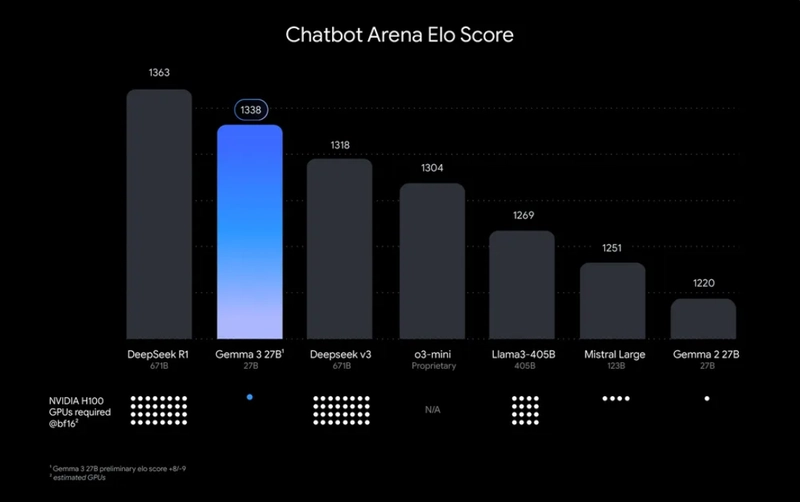 Chatbot Arena Elo Score
1363
1338
1318
1304
1269
1251
1220
DeepSeek R1
671B
Gemma 3 27B¹
27B
Deepseek v3
671B
o3-mini
Proprietary
Llama3-405B
405B
Mistral Large
123B
Gemma 2 27B
27B
NVIDIA H100
GPUs required
@bf16²
N/A
¹ Gemma 3 27B preliminary elo score +8/-9
² estimated GPUs